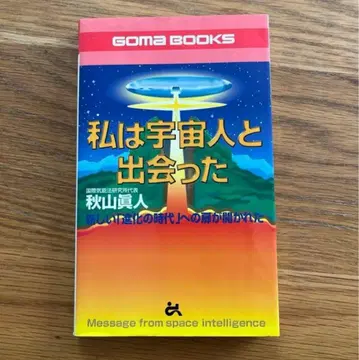 GOMA BOOKS
私は宇宙人と
出会った
国際気能法研究所代表
秋山眞人
新しい「進化の時代」への扉が開かれた
Message from space intelligence